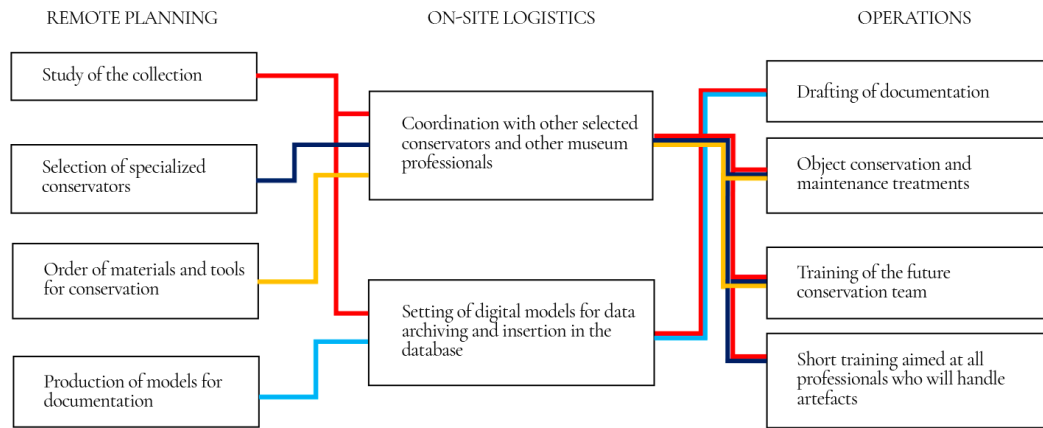 REMOTE PLANNING
ON-SITE LOGISTICS
OPERATIONS
Study of the collection
Selection of specialized
conservators
Order of materials and tools
for conservation
Production of models for
documentation
Coordination with other selected
conservators and other museum
professionals
Setting of digital models for data
archiving and insertion in the
database
Drafting of documentation
Object conservation and
maintenance treatments
Training of the future
conservation team
Short training aimed at all
professionals who will handle
artefacts